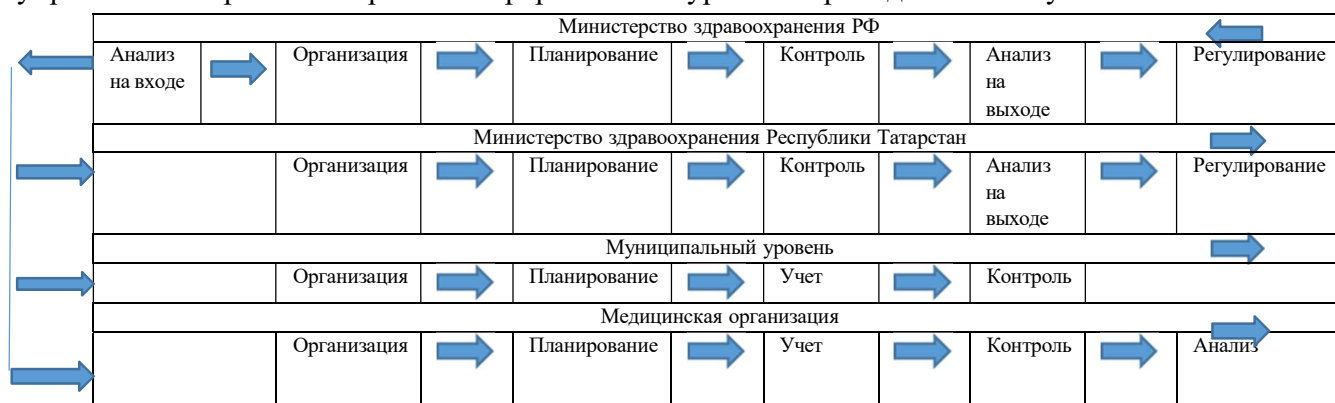 Министерство здравоохранения РФ
Анализ на входе Организация Планирование Контроль Анализ на выходе Регулирование
Министерство здравоохранения Республики Татарстан
Организация Планирование Контроль Анализ на выходе Регулирование
Муниципальный уровень
Организация Планирование Учет Контроль
Медицинская организация
Организация Планирование Учет Контроль Анализ